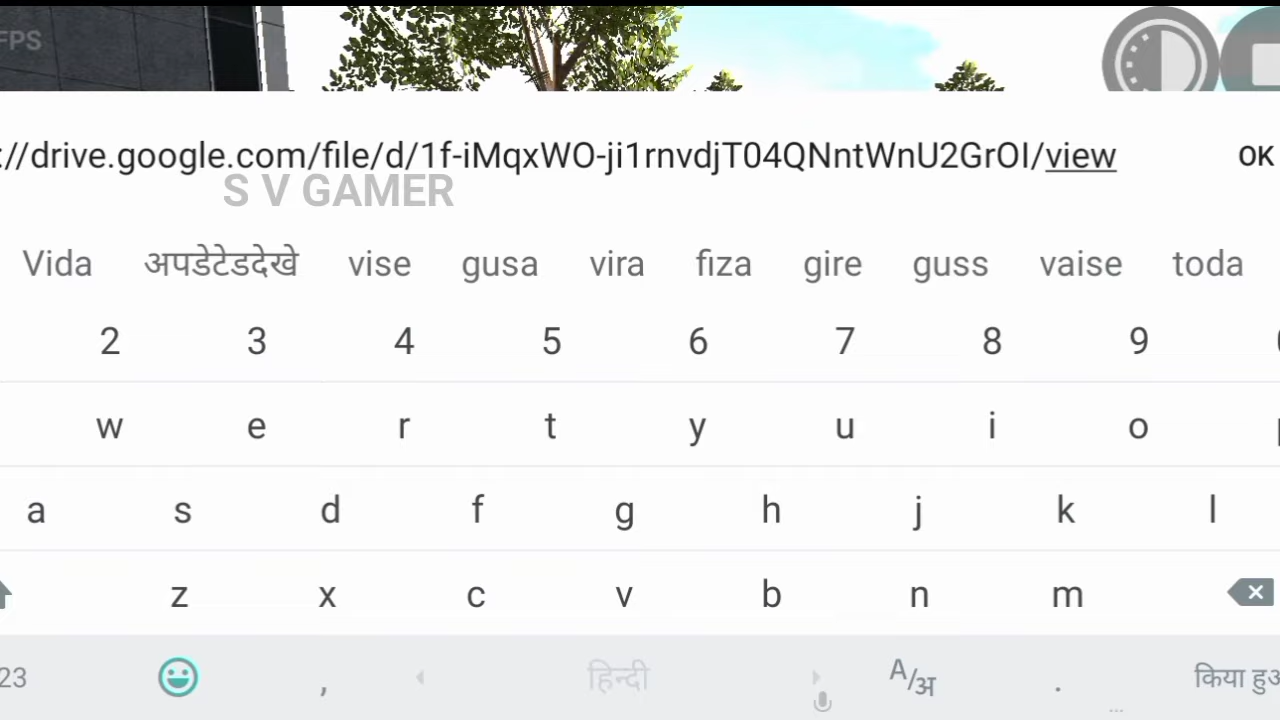 FPS
://drive.google.com/file/d/1f-iMqxWO-ji1rnvdjT04QNntWnU2GrOI/view OK
S V GAMER
Vida अपडेटेडदेखे vise gusa vira fiza gire guss vaise toda
2 3 4 5 6 7 8 9
w e r t y u i o
a s d f g h j k l
z x c v b n m
23 , हिन्दी A/अ . किया हुअ